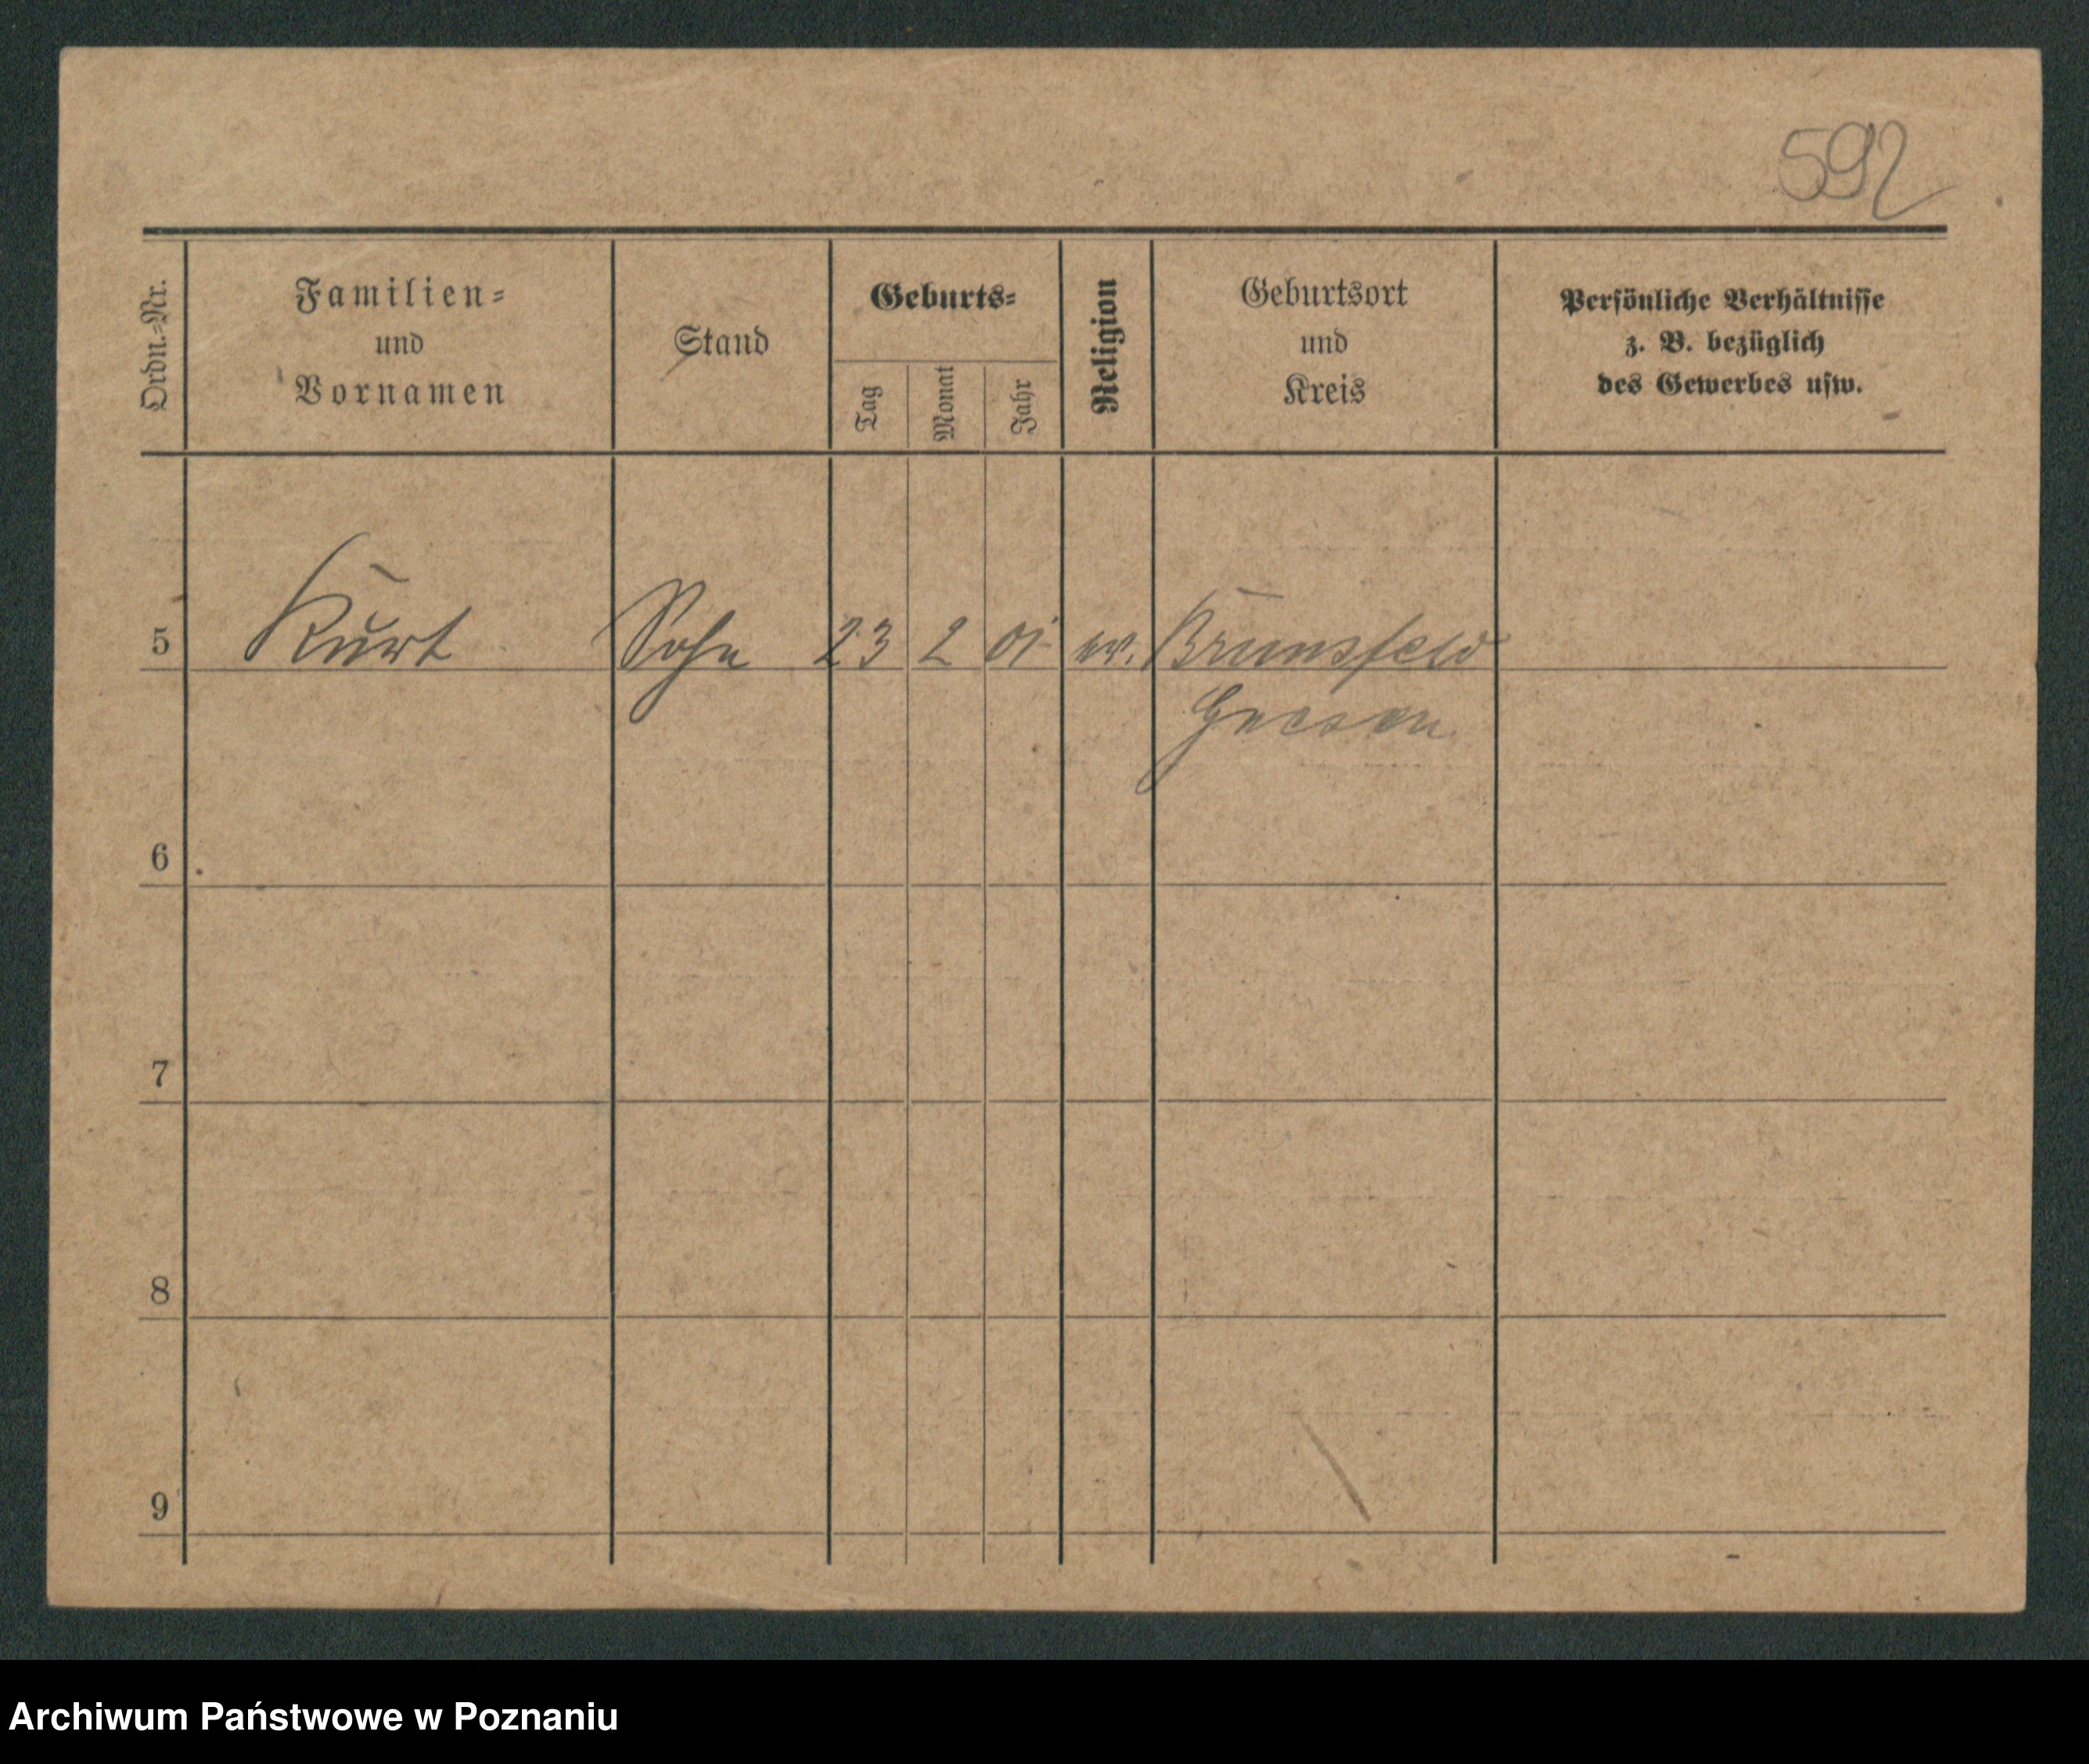 592
Ordn.-Nr.
Familien-
und
Vornamen
Stand
Geburts-
Tag
Monat
Jahr
Religion
Geburtsort
und
Kreis
Persönliche Verhältnisse
z. B. bezüglich
des Gewerbes usw.
5 Kurt Sohn 23 2 01 ev. Brunsfeld
Gnesen
6
7
8
9
Archiwum Państwowe w Poznaniu